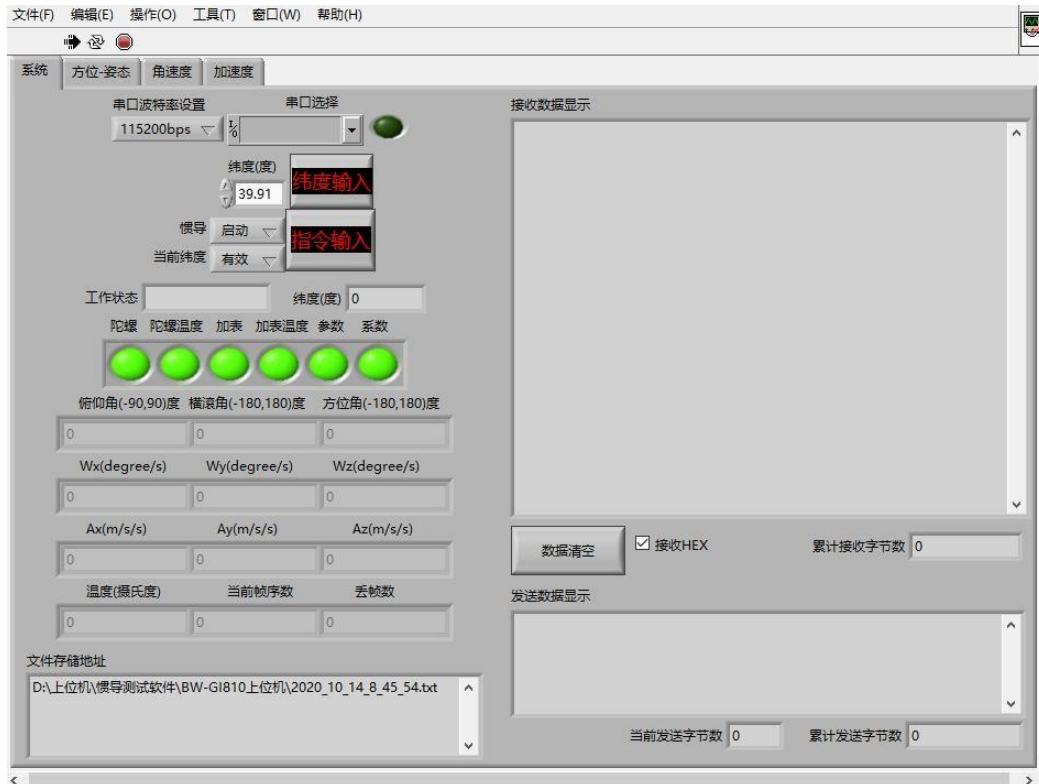 文件(F) 编辑(E) 操作(O) 工具(T) 窗口(W) 帮助(H)
系统 方位-姿态 角速度 加速度
串口波特率设置 串口选择
115200bps
纬度(度)
39.91
纬度输入
惯导 启动
当前纬度 有效
指令输入
工作状态 纬度(度) 0
陀螺 陀螺温度 加表 加表温度 参数 系数
俯仰角(-90,90)度 横滚角(-180,180)度 方位角(-180,180)度
0 0 0
Wx(degree/s) Wy(degree/s) Wz(degree/s)
0 0 0
Ax(m/s/s) Ay(m/s/s) Az(m/s/s)
0 0 0
温度(摄氏度) 当前帧序数 丢帧数
0 0 0
文件存储地址
D:\上位机\惯导测试软件\BW-GI810上位机\2020_10_14_8_45_54.txt
接收数据显示
数据清空 接收HEX 累计接收字节数 0
发送数据显示
当前发送字节数 0 累计发送字节数 0